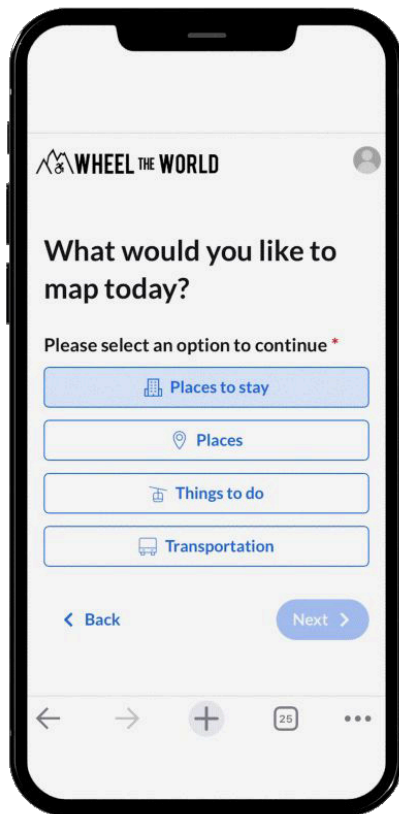 WHEEL THE WORLD
What would you like to
map today?
Please select an option to continue *
Places to stay
Places
Things to do
Transportation
Back
Next
25